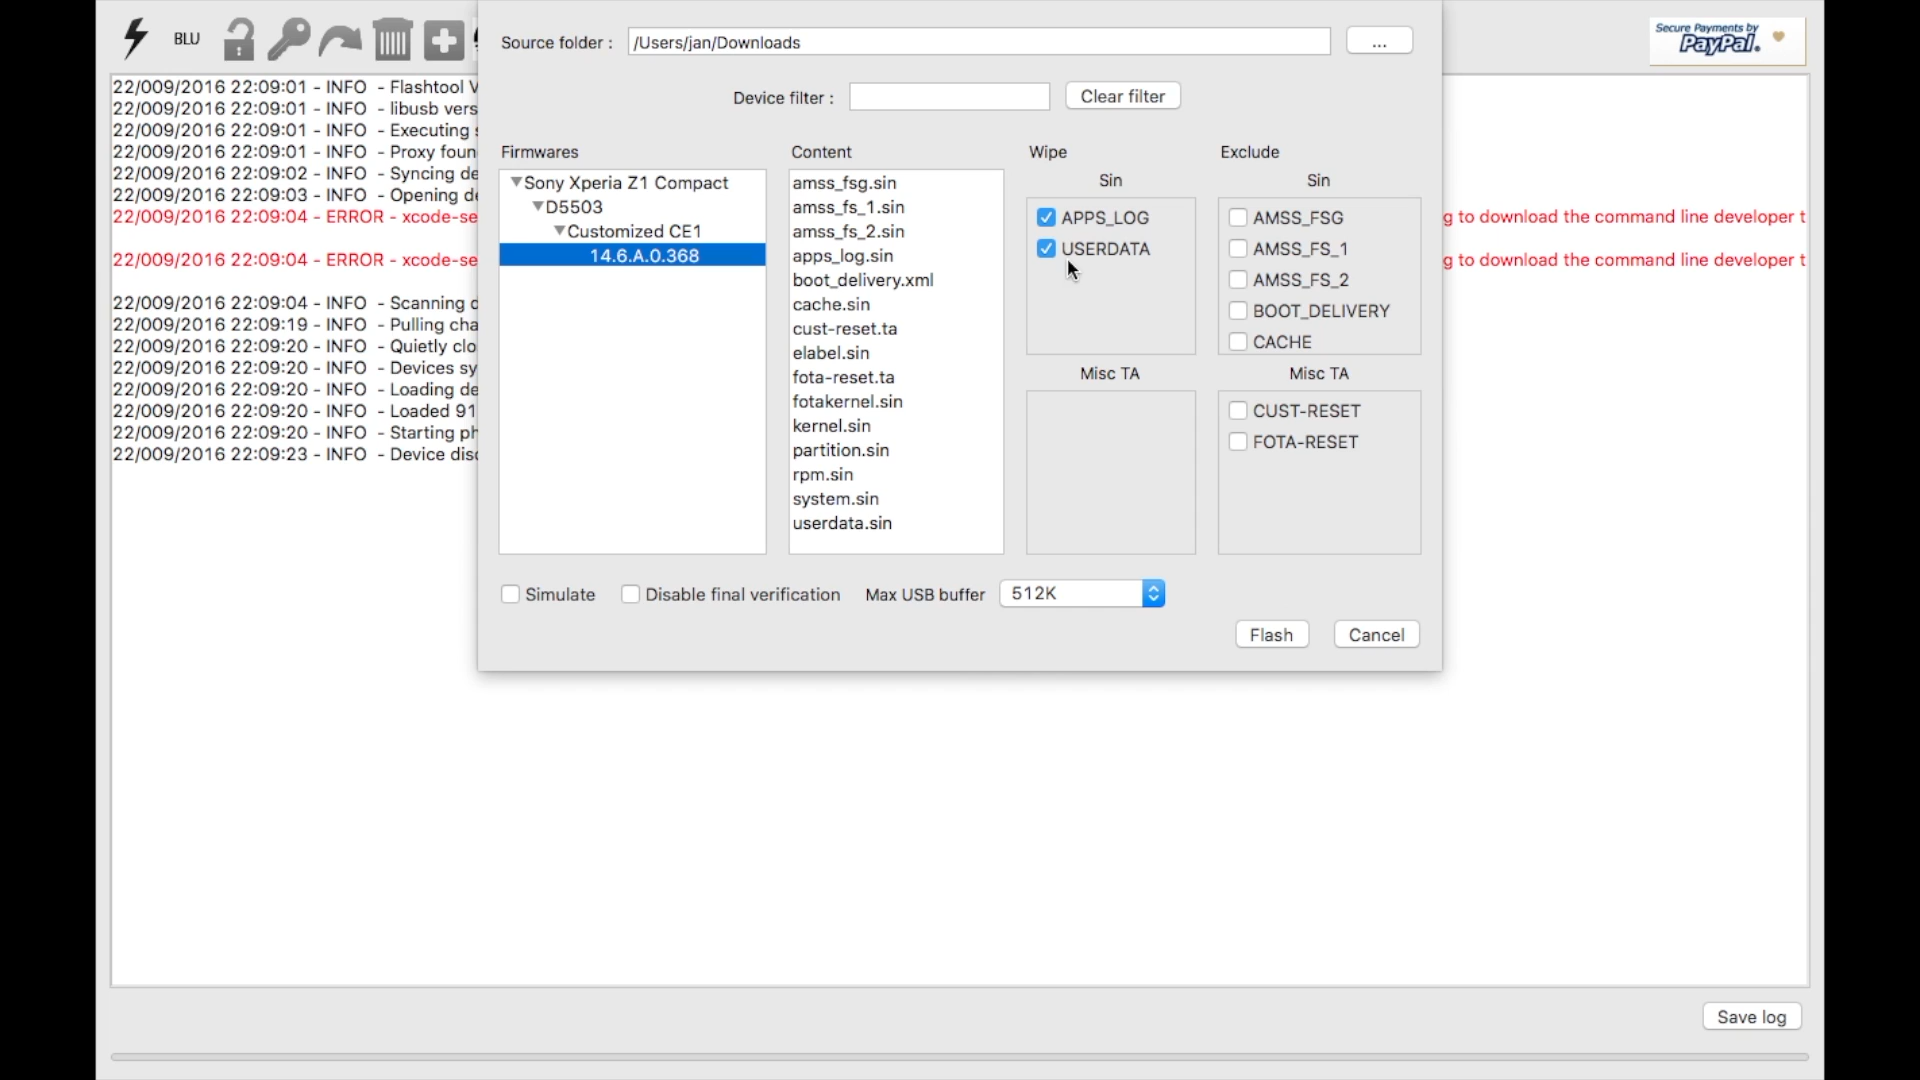 BLU
Secure Payments by
PayPal.
Source folder :
/Users/jan/Downloads
...
Device filter :
Clear filter
Firmwares
Sony Xperia Z1 Compact
D5503
Customized CE1
14.6.A.0.368
Content
amss_fsg.sin
amss_fs_1.sin
amss_fs_2.sin
apps_log.sin
boot_delivery.xml
cache.sin
cust-reset.ta
elabel.sin
fota-reset.ta
fotakernel.sin
kernel.sin
partition.sin
rpm.sin
system.sin
userdata.sin
Wipe
Sin
APPS_LOG
USERDATA
Misc TA
Exclude
Sin
AMSS_FSG
AMSS_FS_1
AMSS_FS_2
BOOT_DELIVERY
CACHE
Misc TA
CUST-RESET
FOTA-RESET
Simulate
Disable final verification
Max USB buffer
512K
Flash
Cancel
22/009/2016 22:09:01 - INFO - Flashtool V
22/009/2016 22:09:01 - INFO - libusb vers
22/009/2016 22:09:01 - INFO - Executing
22/009/2016 22:09:01 - INFO - Proxy foun
22/009/2016 22:09:02 - INFO - Syncing de
22/009/2016 22:09:03 - INFO - Opening de
22/009/2016 22:09:04 - ERROR - xcode-se
g to download the command line developer t
22/009/2016 22:09:04 - ERROR - xcode-se
g to download the command line developer t
22/009/2016 22:09:04 - INFO - Scanning d
22/009/2016 22:09:19 - INFO - Pulling cha
22/009/2016 22:09:20 - INFO - Quietly clo
22/009/2016 22:09:20 - INFO - Devices sy
22/009/2016 22:09:20 - INFO - Loading de
22/009/2016 22:09:20 - INFO - Loaded 91
22/009/2016 22:09:20 - INFO - Starting ph
22/009/2016 22:09:23 - INFO - Device disc
Save log